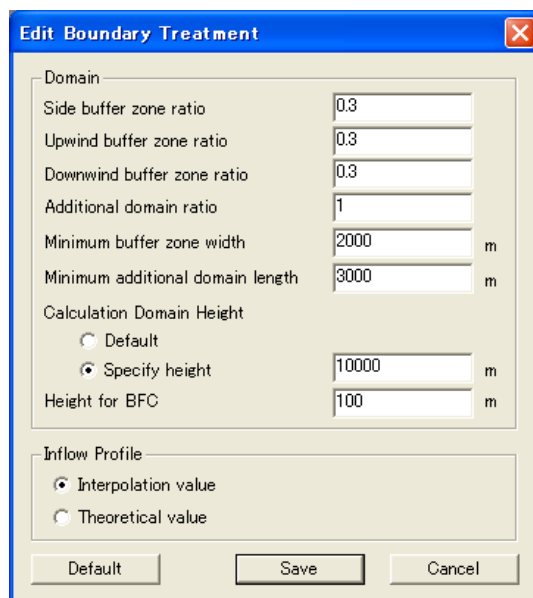 Edit Boundary Treatment
Domain
Side buffer zone ratio 0.3
Upwind buffer zone ratio 0.3
Downwind buffer zone ratio 0.3
Additional domain ratio 1
Minimum buffer zone width 2000 m
Minimum additional domain length 3000 m
Calculation Domain Height
Default
Specify height 10000 m
Height for BFC 100 m
Inflow Profile
Interpolation value
Theoretical value
Default Save Cancel